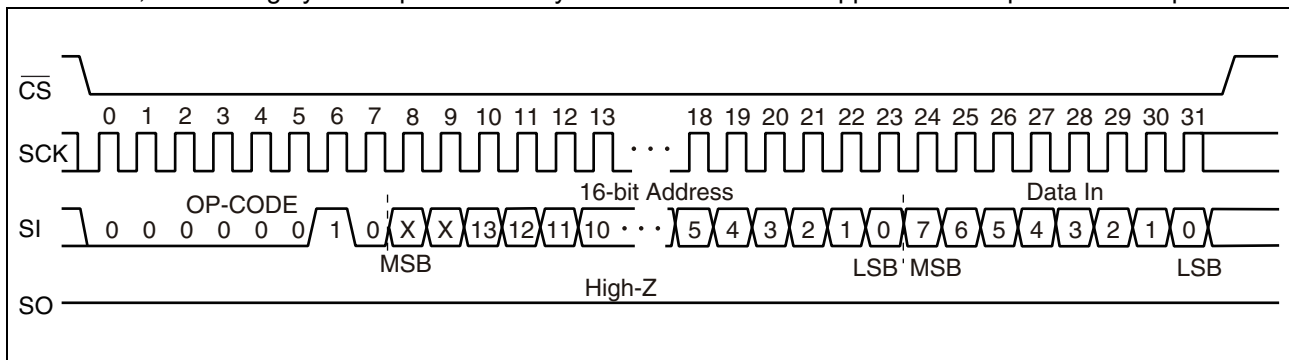 CS
0 1 2 3 4 5 6 7 8 9 10 11 12 13 18 19 20 21 22 23 24 25 26 27 28 29 30 31
SCK ···
OP-CODE 16-bit Address Data In
SI 0 0 0 0 0 0 1 0 X X 13 12 11 10 ··· 5 4 3 2 1 0 7 6 5 4 3 2 1 0
MSB LSB MSB LSB
High-Z
SO